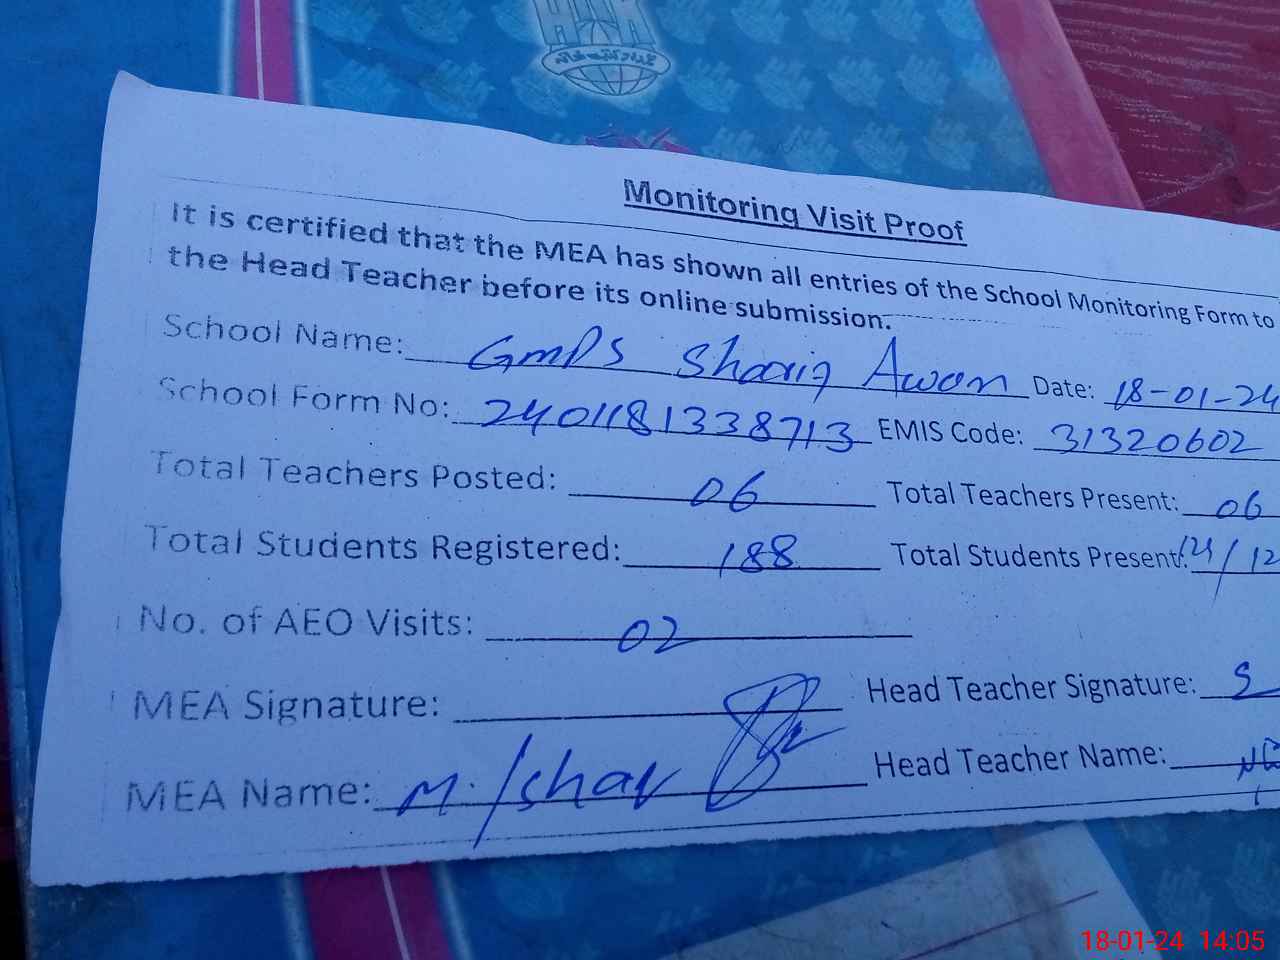 Monitoring Visit Proof
It is certified that the MEA has shown all entries of the School Monitoring Form to
the Head Teacher before its online submission.
School Name: GMPS Shariq Awan Date: 18-01-24
School Form No: 2401181338713 EMIS Code: 31320602
Total Teachers Posted: 06 Total Teachers Present: 06
Total Students Registered: 188 Total Students Present:
No. of AEO Visits: 02
MEA Signature: Head Teacher Signature:
MEA Name: Head Teacher Name:
18-01-24 14:05